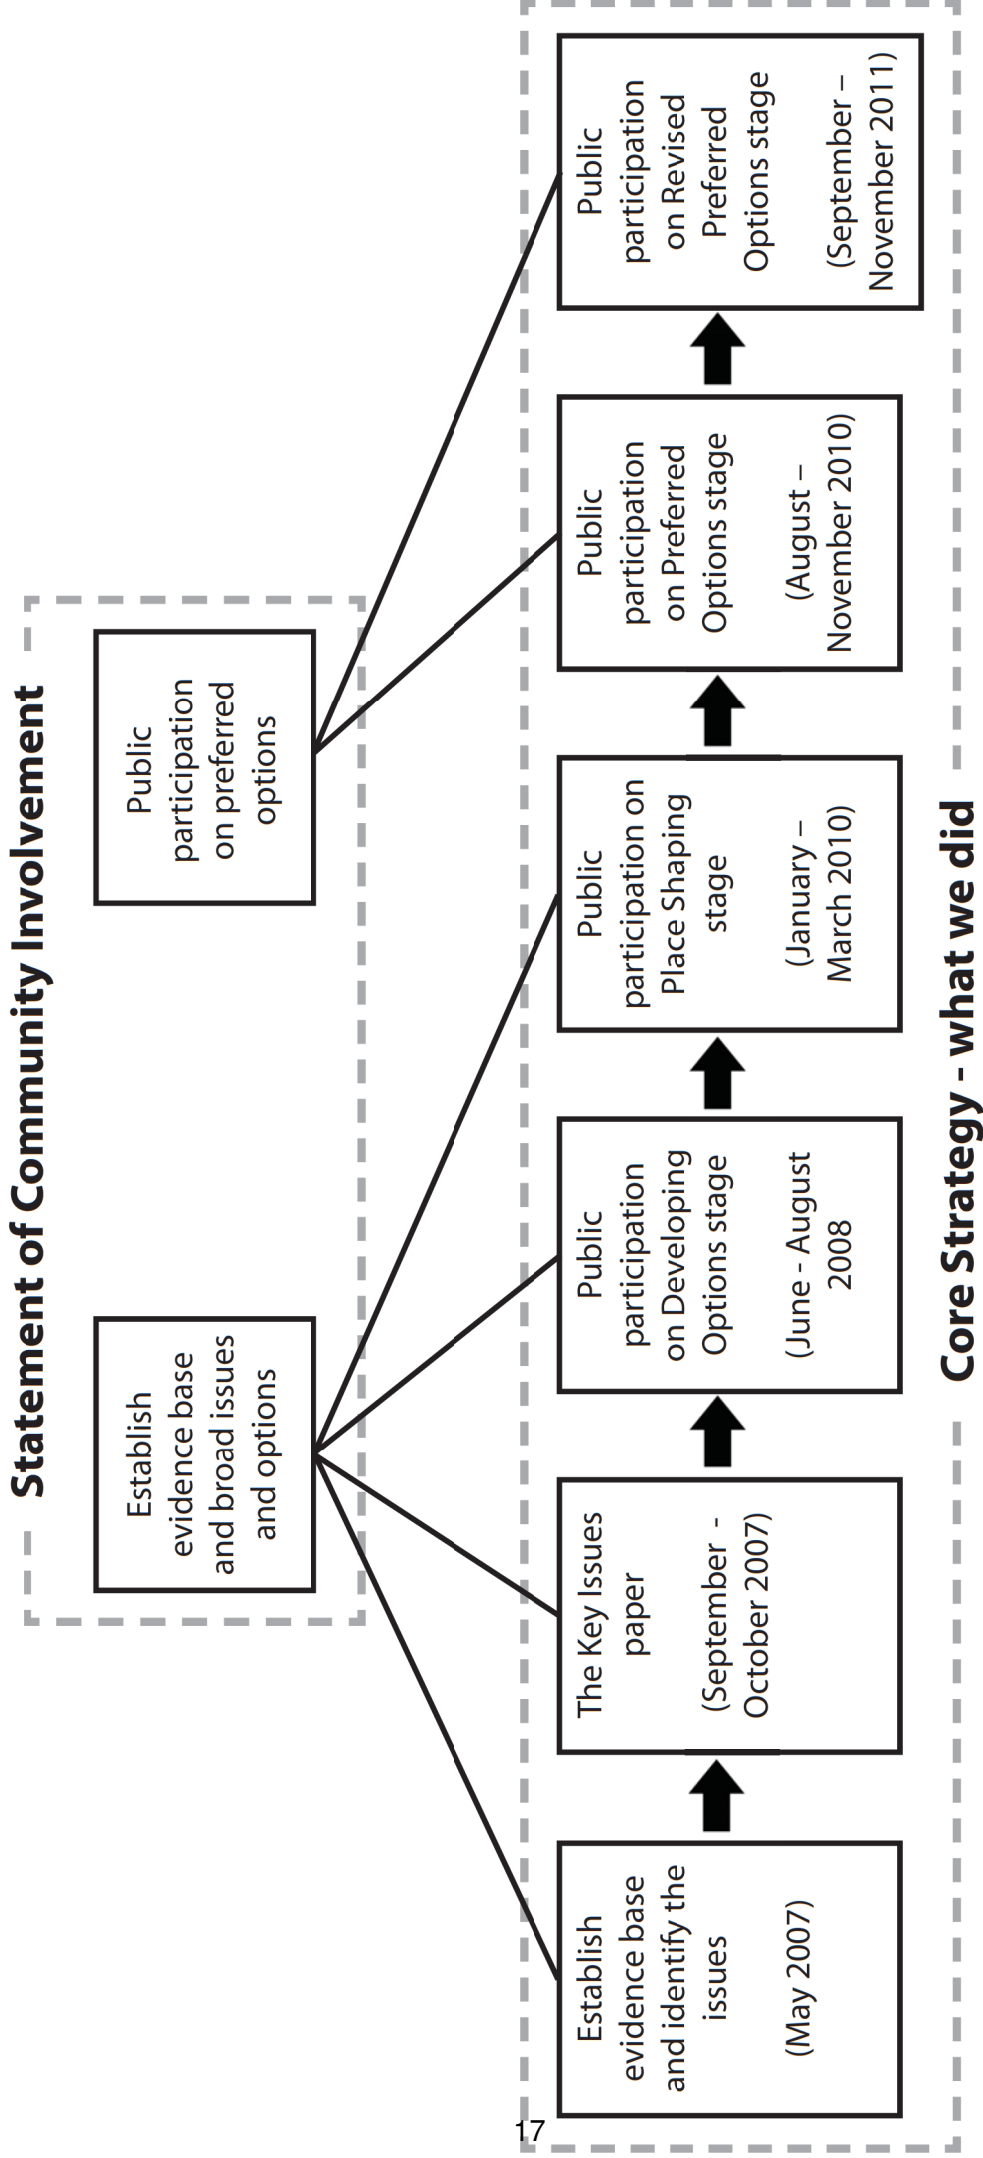 Statement of Community Involvement
Establish
evidence base
and broad issues
and options
Public
participation
on preferred
options
Establish
evidence base
and identify the
issues
(May 2007)
The Key Issues
paper
(September -
October 2007)
Public
participation
on Developing
Options stage
(June - August
2008)
Public
participation on
Place Shaping
stage
(January –
March 2010)
Public
participation
on Preferred
Options stage
(August –
November 2010)
Public
participation
on Revised
Preferred
Options stage
(September –
November 2011)
Core Strategy - what we did
17